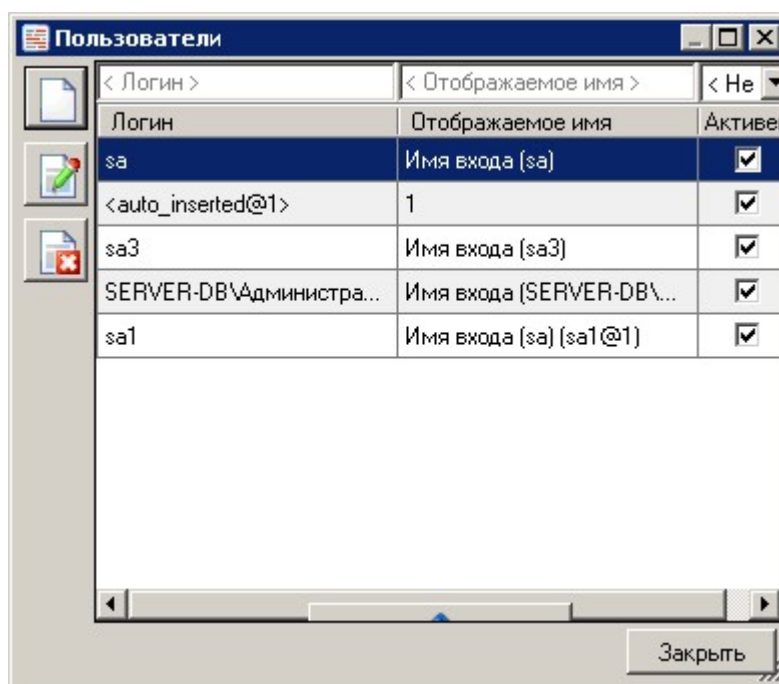 Пользователи
< Логин > < Отображаемое имя > < Не
Логин Отображаемое имя Активе
sa Имя входа (sa)
<auto_inserted@1> 1
sa3 Имя входа (sa3)
SERVER-DB\Администра... Имя входа (SERVER-DB\...
sa1 Имя входа (sa) (sa1@1)
Закрыть